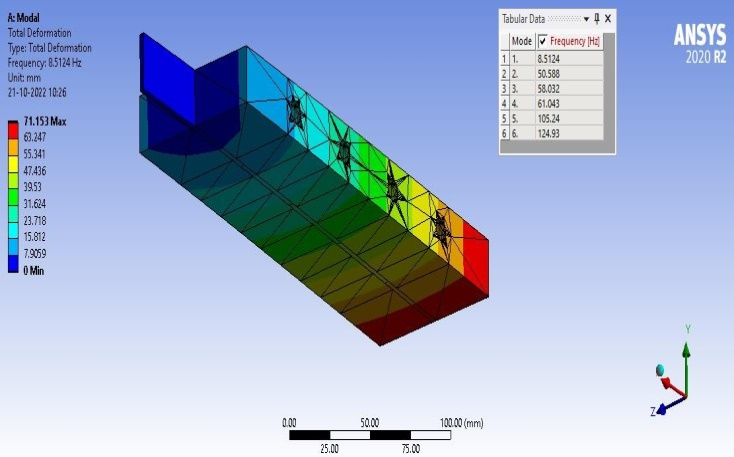 A: Modal
Total Deformation
Type: Total Deformation
Frequency: 8.5124 Hz
Unit: mm
21-10-2022 10:26
71.153 Max
63.247
55.341
47.436
39.53
31.624
23.718
15.812
7.9059
0 Min
Tabular Data
Mode Frequency [Hz]
1 1. 8.5124
2 2. 50.588
3 3. 58.032
4 4. 61.043
5 5. 105.24
6 6. 124.93
ANSYS
2020 R2
0.00 50.00 100.00 (mm)
25.00 75.00
Y
Z